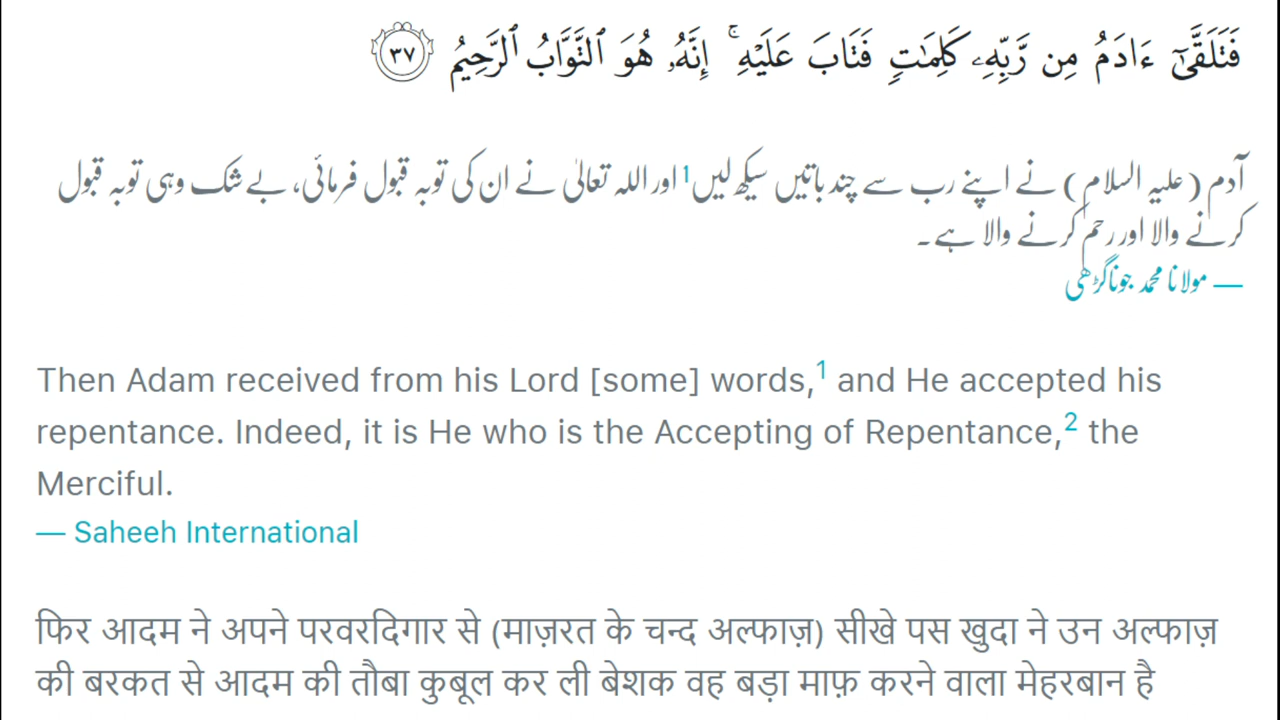 فَتَلَقَّىٰٓ ءَادَمُ مِن رَّبِّهِۦ كَلِمَـٰتٍ فَتَابَ عَلَيْهِ ۚ إِنَّهُۥ هُوَ ٱلتَّوَّابُ ٱلرَّحِيمُ ٣٧
آدم (علیہ السلام) نے اپنے رب سے چند باتیں سیکھ لیں1 اور اللہ تعالیٰ نے ان کی توبہ قبول فرمائی، بےشک وہی توبہ قبول
کرنے واﻻ اور رحم کرنے واﻻ ہے۔
— مولانا محمد جوناگڑھی
Then Adam received from his Lord [some] words,1 and He accepted his
repentance. Indeed, it is He who is the Accepting of Repentance,2 the
Merciful.
— Saheeh International
फिर आदम ने अपने परवरदिगार से (माज़रत के चन्द अल्फाज़) सीखे पस खुदा ने उन अल्फाज़
की बरकत से आदम की तौबा कुबूल कर ली बेशक वह बड़ा माफ़ करने वाला मेहरबान है